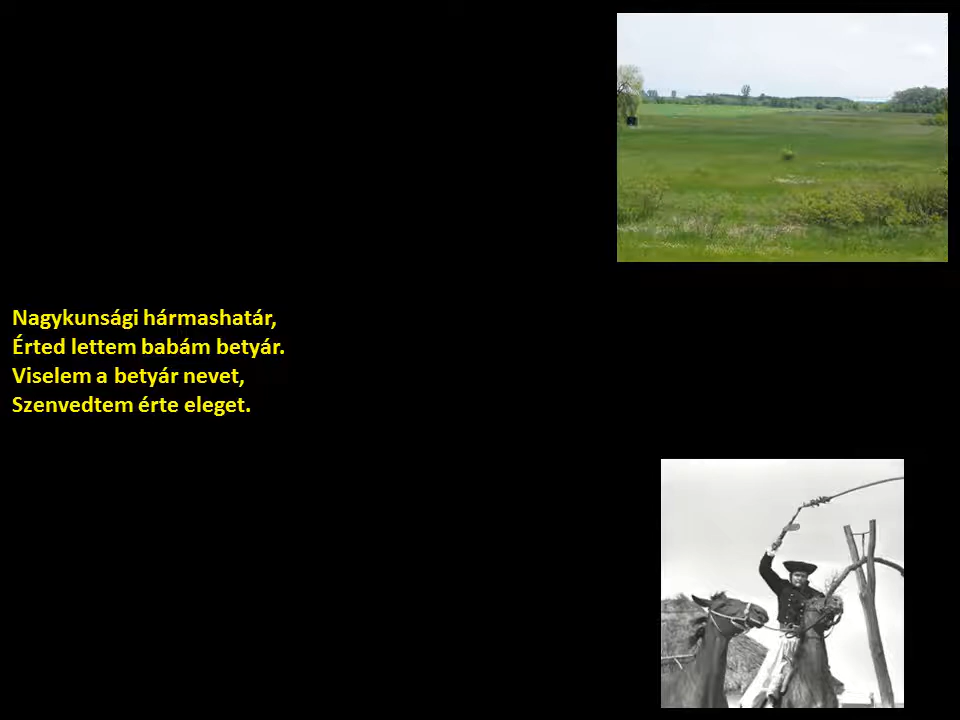 Nagykunsági hármashatár,
Érted lettem babám betyár.
Viselem a betyár nevet,
Szenvedtem érte eleget.